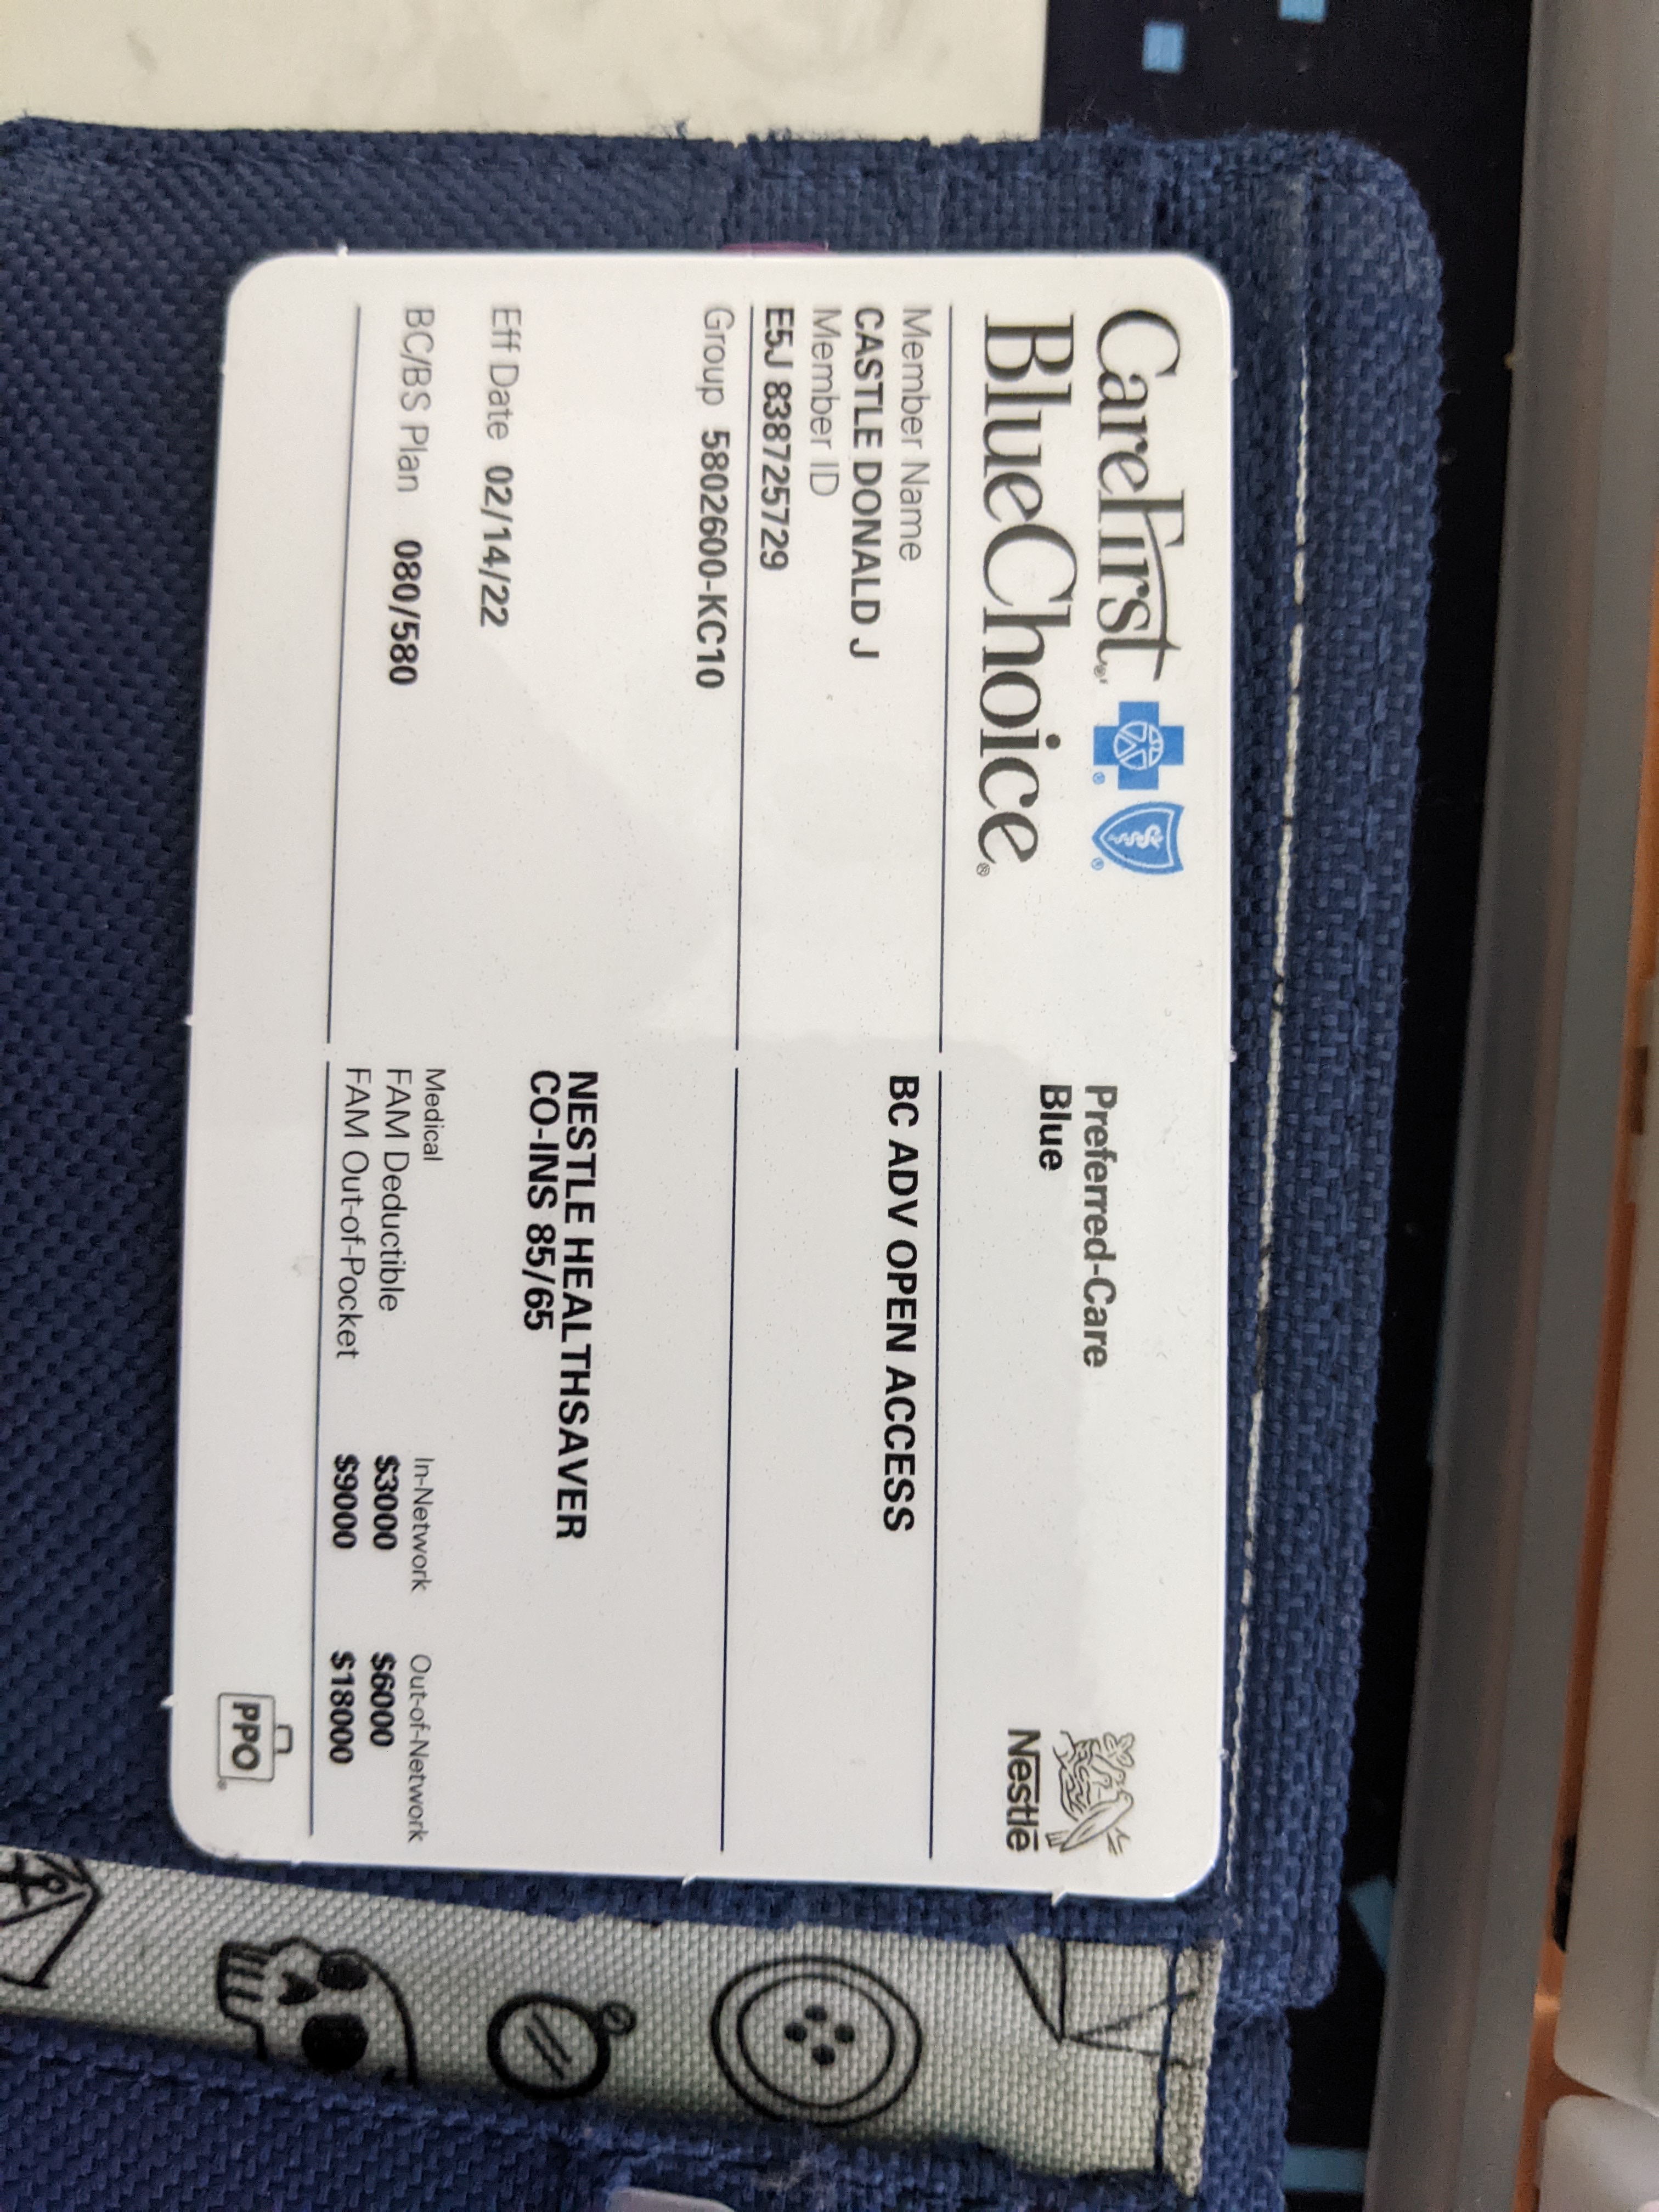 CareFirst
BlueChoice
Preferred-Care
Blue
Nestlē
Member Name
CASTLE DONALD J
Member ID
E5J 838725729
BC ADV OPEN ACCESS
Group 5802600-KC10
NESTLE HEALTHSAVER
CO-INS 85/65
Eff Date 02/14/22
BC/BS Plan 080/580
Medical In-Network Out-of-Network
FAM Deductible $3000 $6000
FAM Out-of-Pocket $9000 $18000
PPO